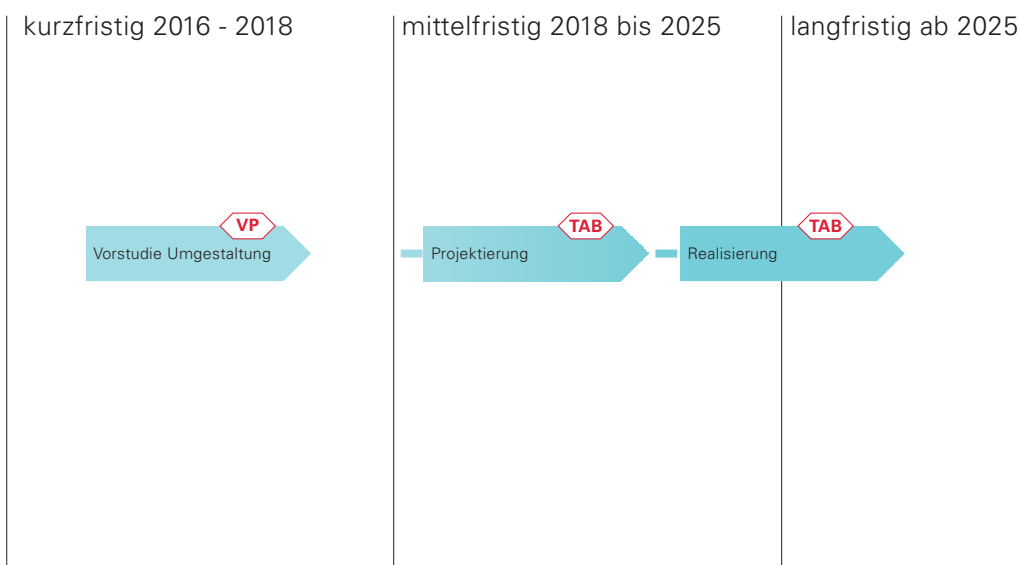 kurzfristig 2016 - 2018
mittelfristig 2018 bis 2025
langfristig ab 2025
VP
Vorstudie Umgestaltung
TAB
Projektierung
TAB
Realisierung